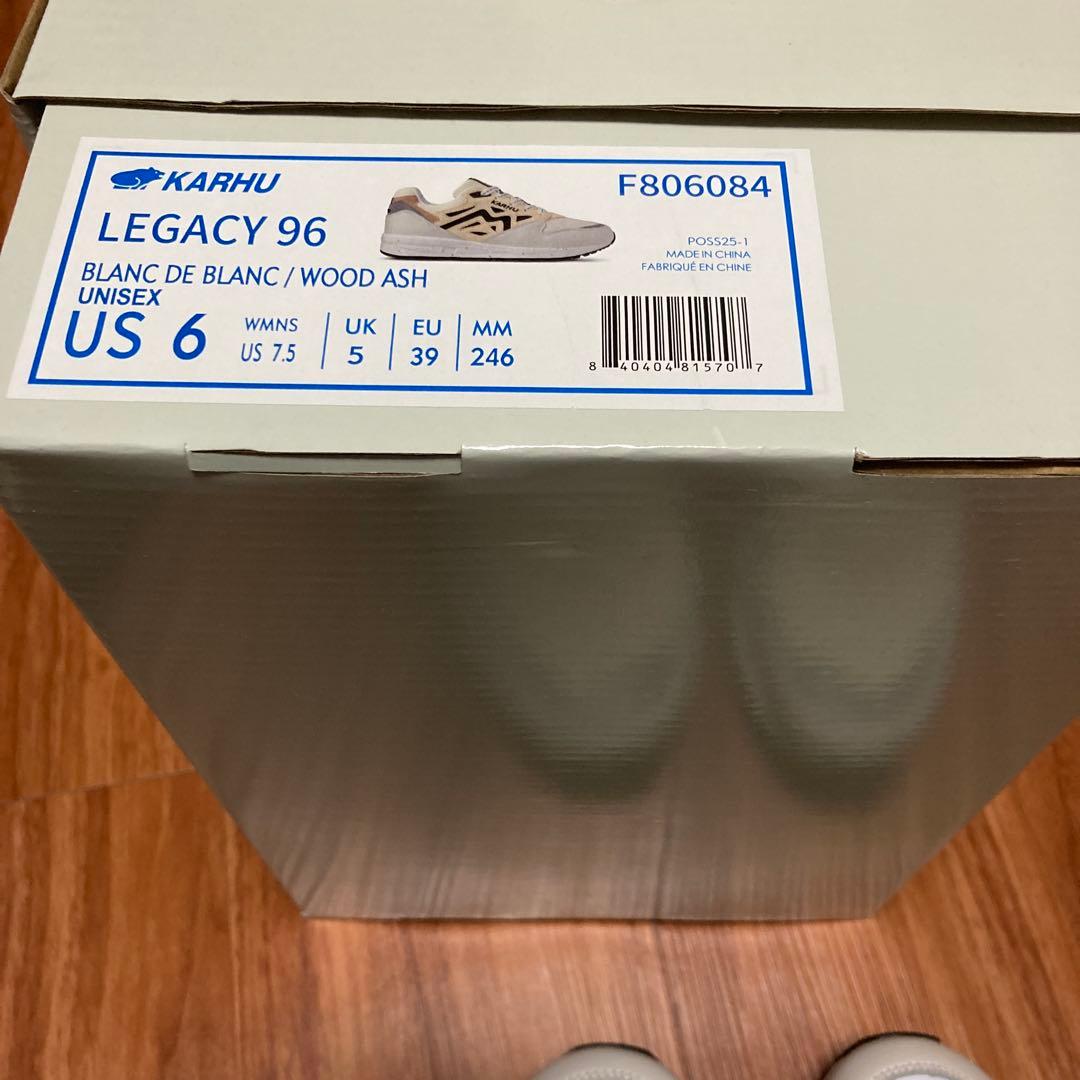 KARHU
F806084
LEGACY 96
KARHU
BLANC DE BLANC / WOOD ASH
POSS25-1
MADE IN CHINA
FABRIQUÉ EN CHINE
UNISEX
US 6
WMNS
US 7.5
UK
5
EU
39
MM
246
8 40404 81570 7